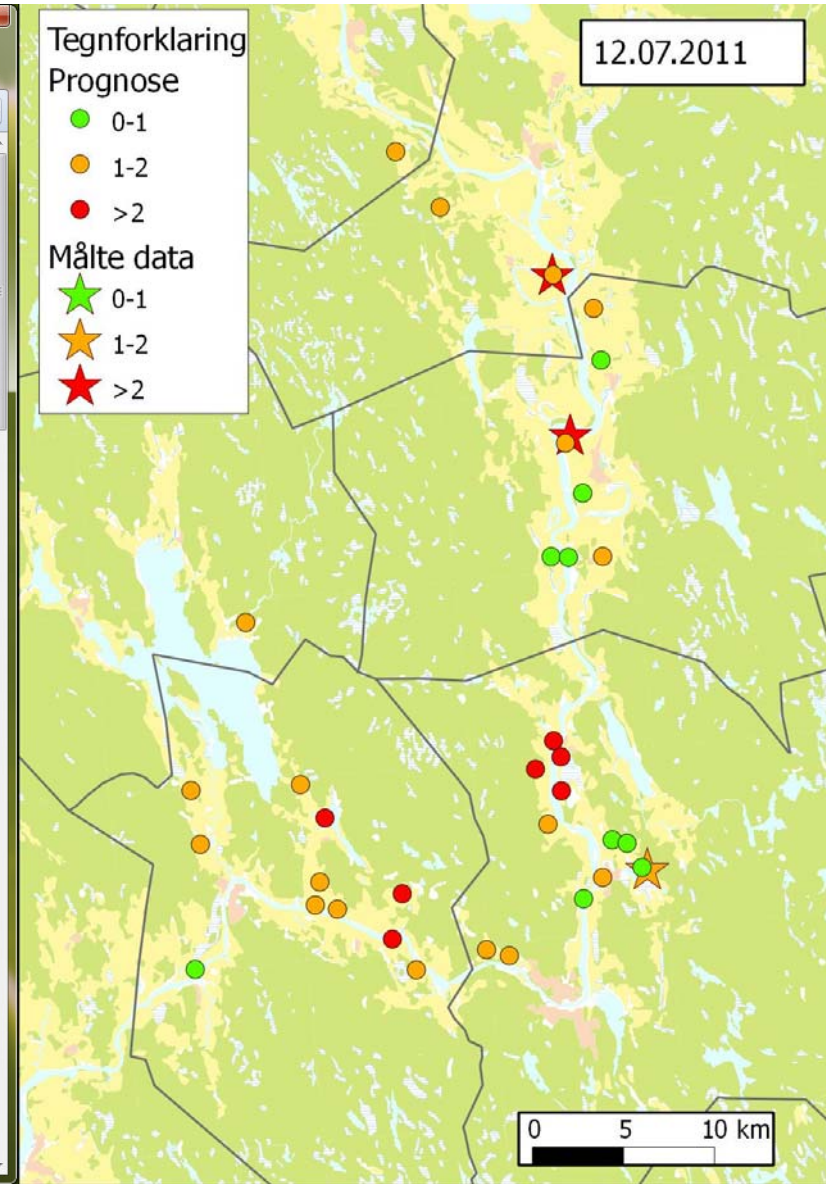 Tegnforklaring
Prognose
0-1
1-2
>2
Målte data
0-1
1-2
>2
12.07.2011
0 5 10 km